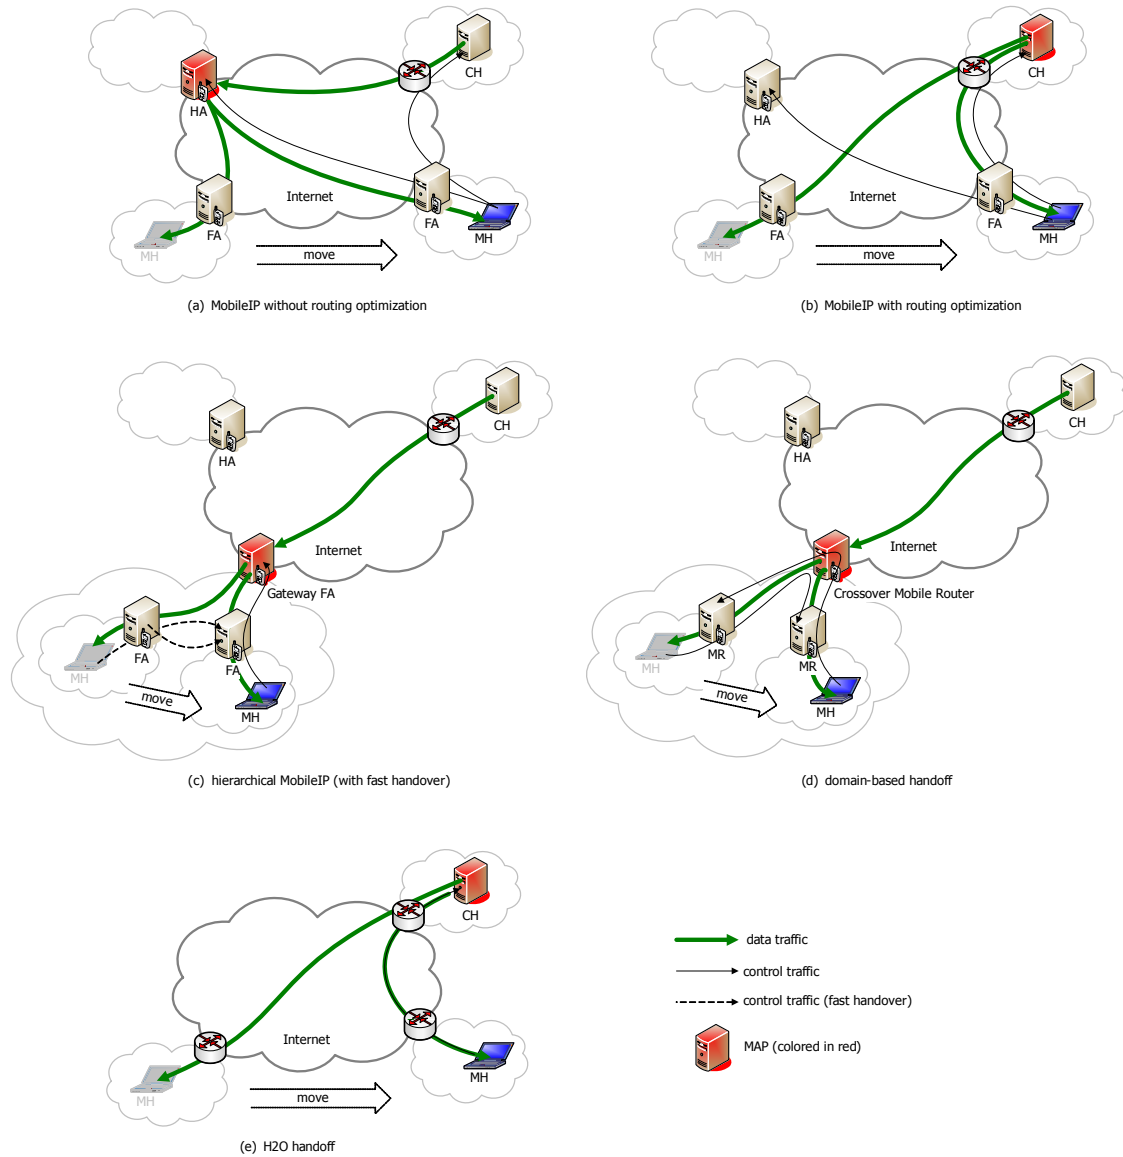 CH
HA
Internet
FA
FA
MH
MH
move
(a) MobileIP without routing optimization
CH
HA
Internet
FA
FA
MH
MH
move
(b) MobileIP with routing optimization
CH
HA
Internet
Gateway FA
FA
FA
MH
move
MH
(c) hierarchical MobileIP (with fast handover)
CH
HA
Internet
Crossover Mobile Router
MR
MH
MR
move
MH
(d) domain-based handoff
CH
Internet
MH
MH
move
(e) H2O handoff
data traffic
control traffic
control traffic (fast handover)
MAP (colored in red)